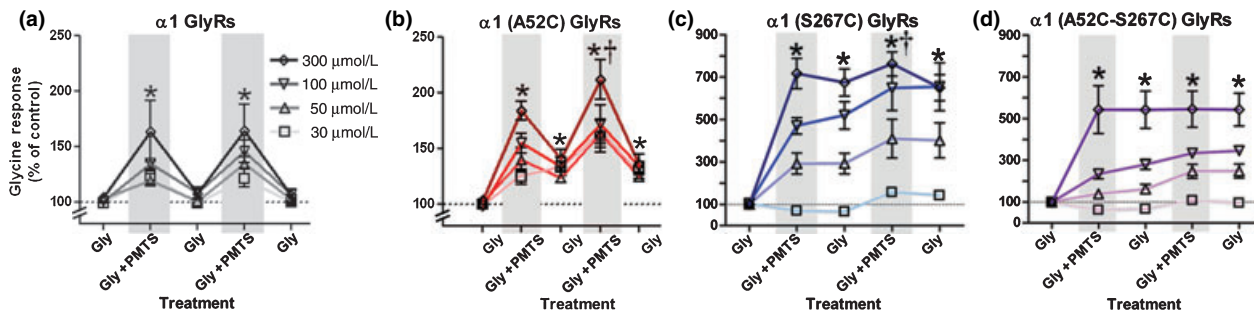 (a) α1 GlyRs
Glycine response
(% of control)
250
200
150
100
300 μmol/L
100 μmol/L
50 μmol/L
30 μmol/L
*
*
Gly
Gly + PMTS
Gly
Gly + PMTS
Gly
Treatment
(b) α1 (A52C) GlyRs
250
200
150
100
*
*
*†
*
Gly
Gly + PMTS
Gly
Gly + PMTS
Gly
Treatment
(c) α1 (S267C) GlyRs
900
700
500
300
100
0
*
*
*†
*
Gly
Gly + PMTS
Gly
Gly + PMTS
Gly
Treatment
(d) α1 (A52C-S267C) GlyRs
900
700
500
300
100
0
*
*
*
*
Gly
Gly + PMTS
Gly
Gly + PMTS
Gly
Treatment